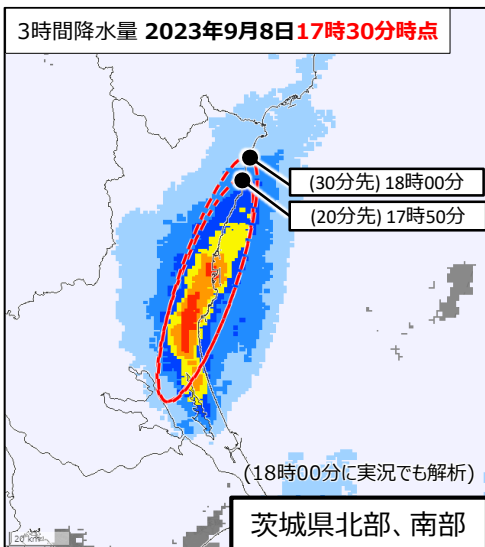 3時間降水量 2023年9月8日17時30分時点
(30分先) 18時00分
(20分先) 17時50分
(18時00分に実況でも解析)
茨城県北部、南部
20 km